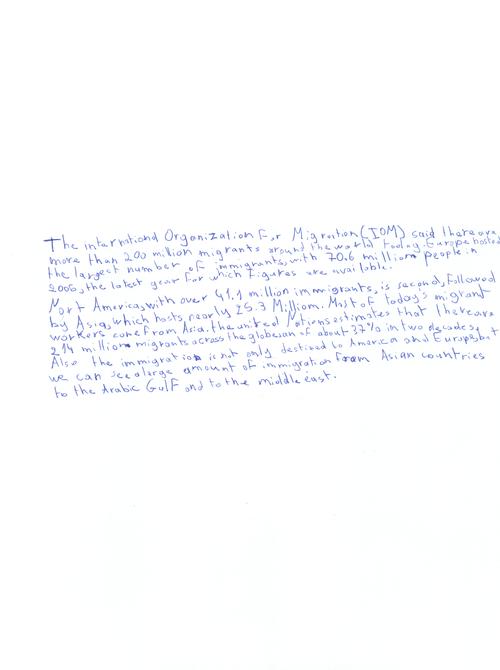 The international Organization For Migration (IOM) said there are
more than 200 million migrants around the world today. Europe hosted
the largest number of immigrants, with 70.6 million people in
2005, the latest year for which figures are available.
Nort America, with over 41.1 million immigrants, is second, Followed
by Asia, which hosts, nearly 25.3 Million. Most of today's migrant
workers come from Asia. the united Nations estimates that there are
214 million migrants across the globe, an of about 37% in two decades,
Also the immigration is not only destined to America and Europe, but
we can see a large amount of immigration from Asian countries
to the Arabic Gulf and to the middle east.